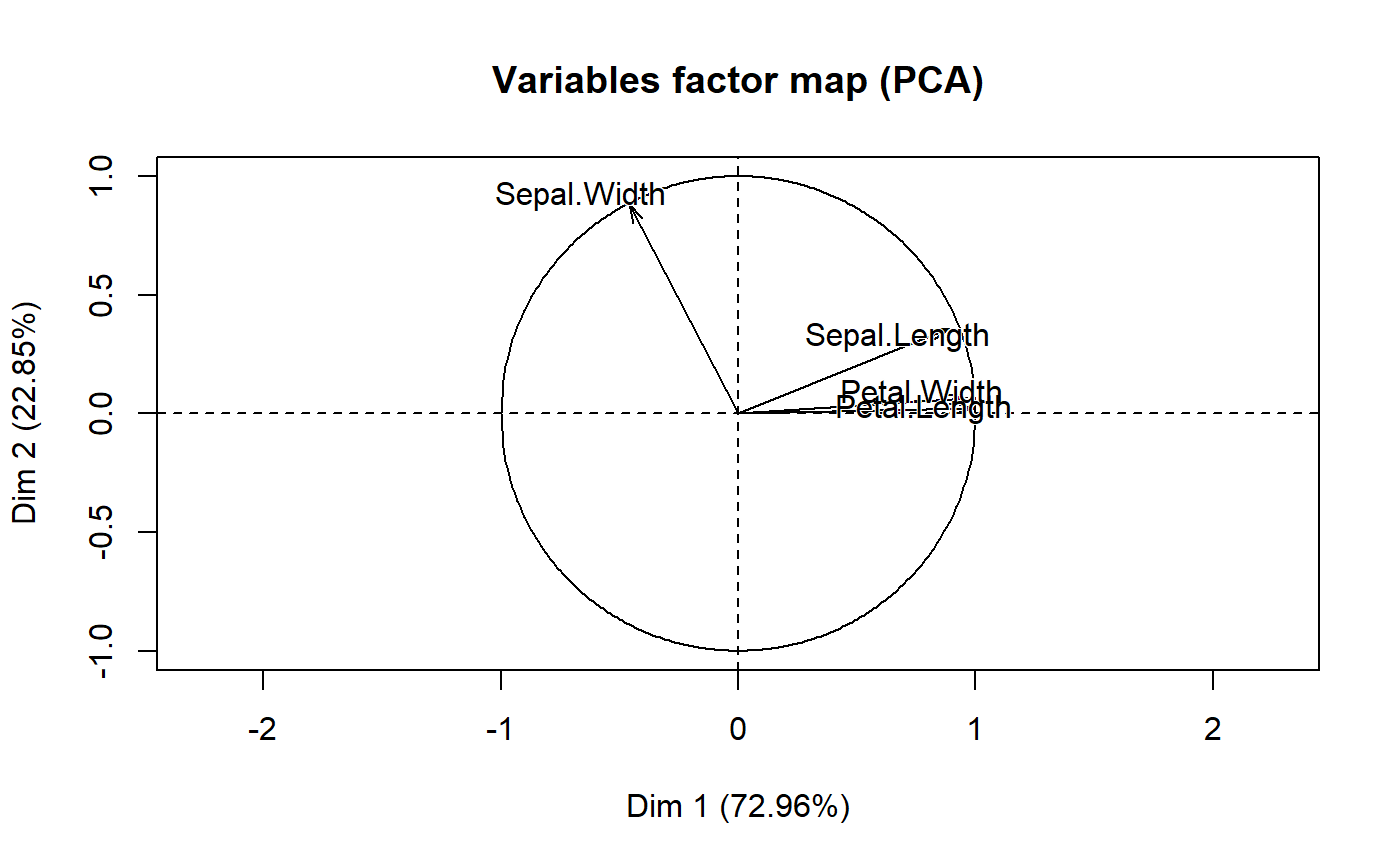 Variables factor map (PCA)
1.0
0.5
0.0
-0.5
-1.0
Dim 2 (22.85%)
Sepal.Width
Sepal.Length
Petal.Width
Petal.Length
-2
-1
0
1
2
Dim 1 (72.96%)